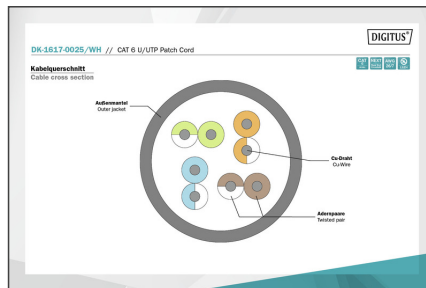 DIGITUS®
DK-1617-0025/WH // CAT 6 U/UTP Patch Cord
Kabelquerschnitt
Cable cross section
Außenmantel
Outer jacket
Cu-Draht
Cu-Wire
Aderpaare
Twisted pair